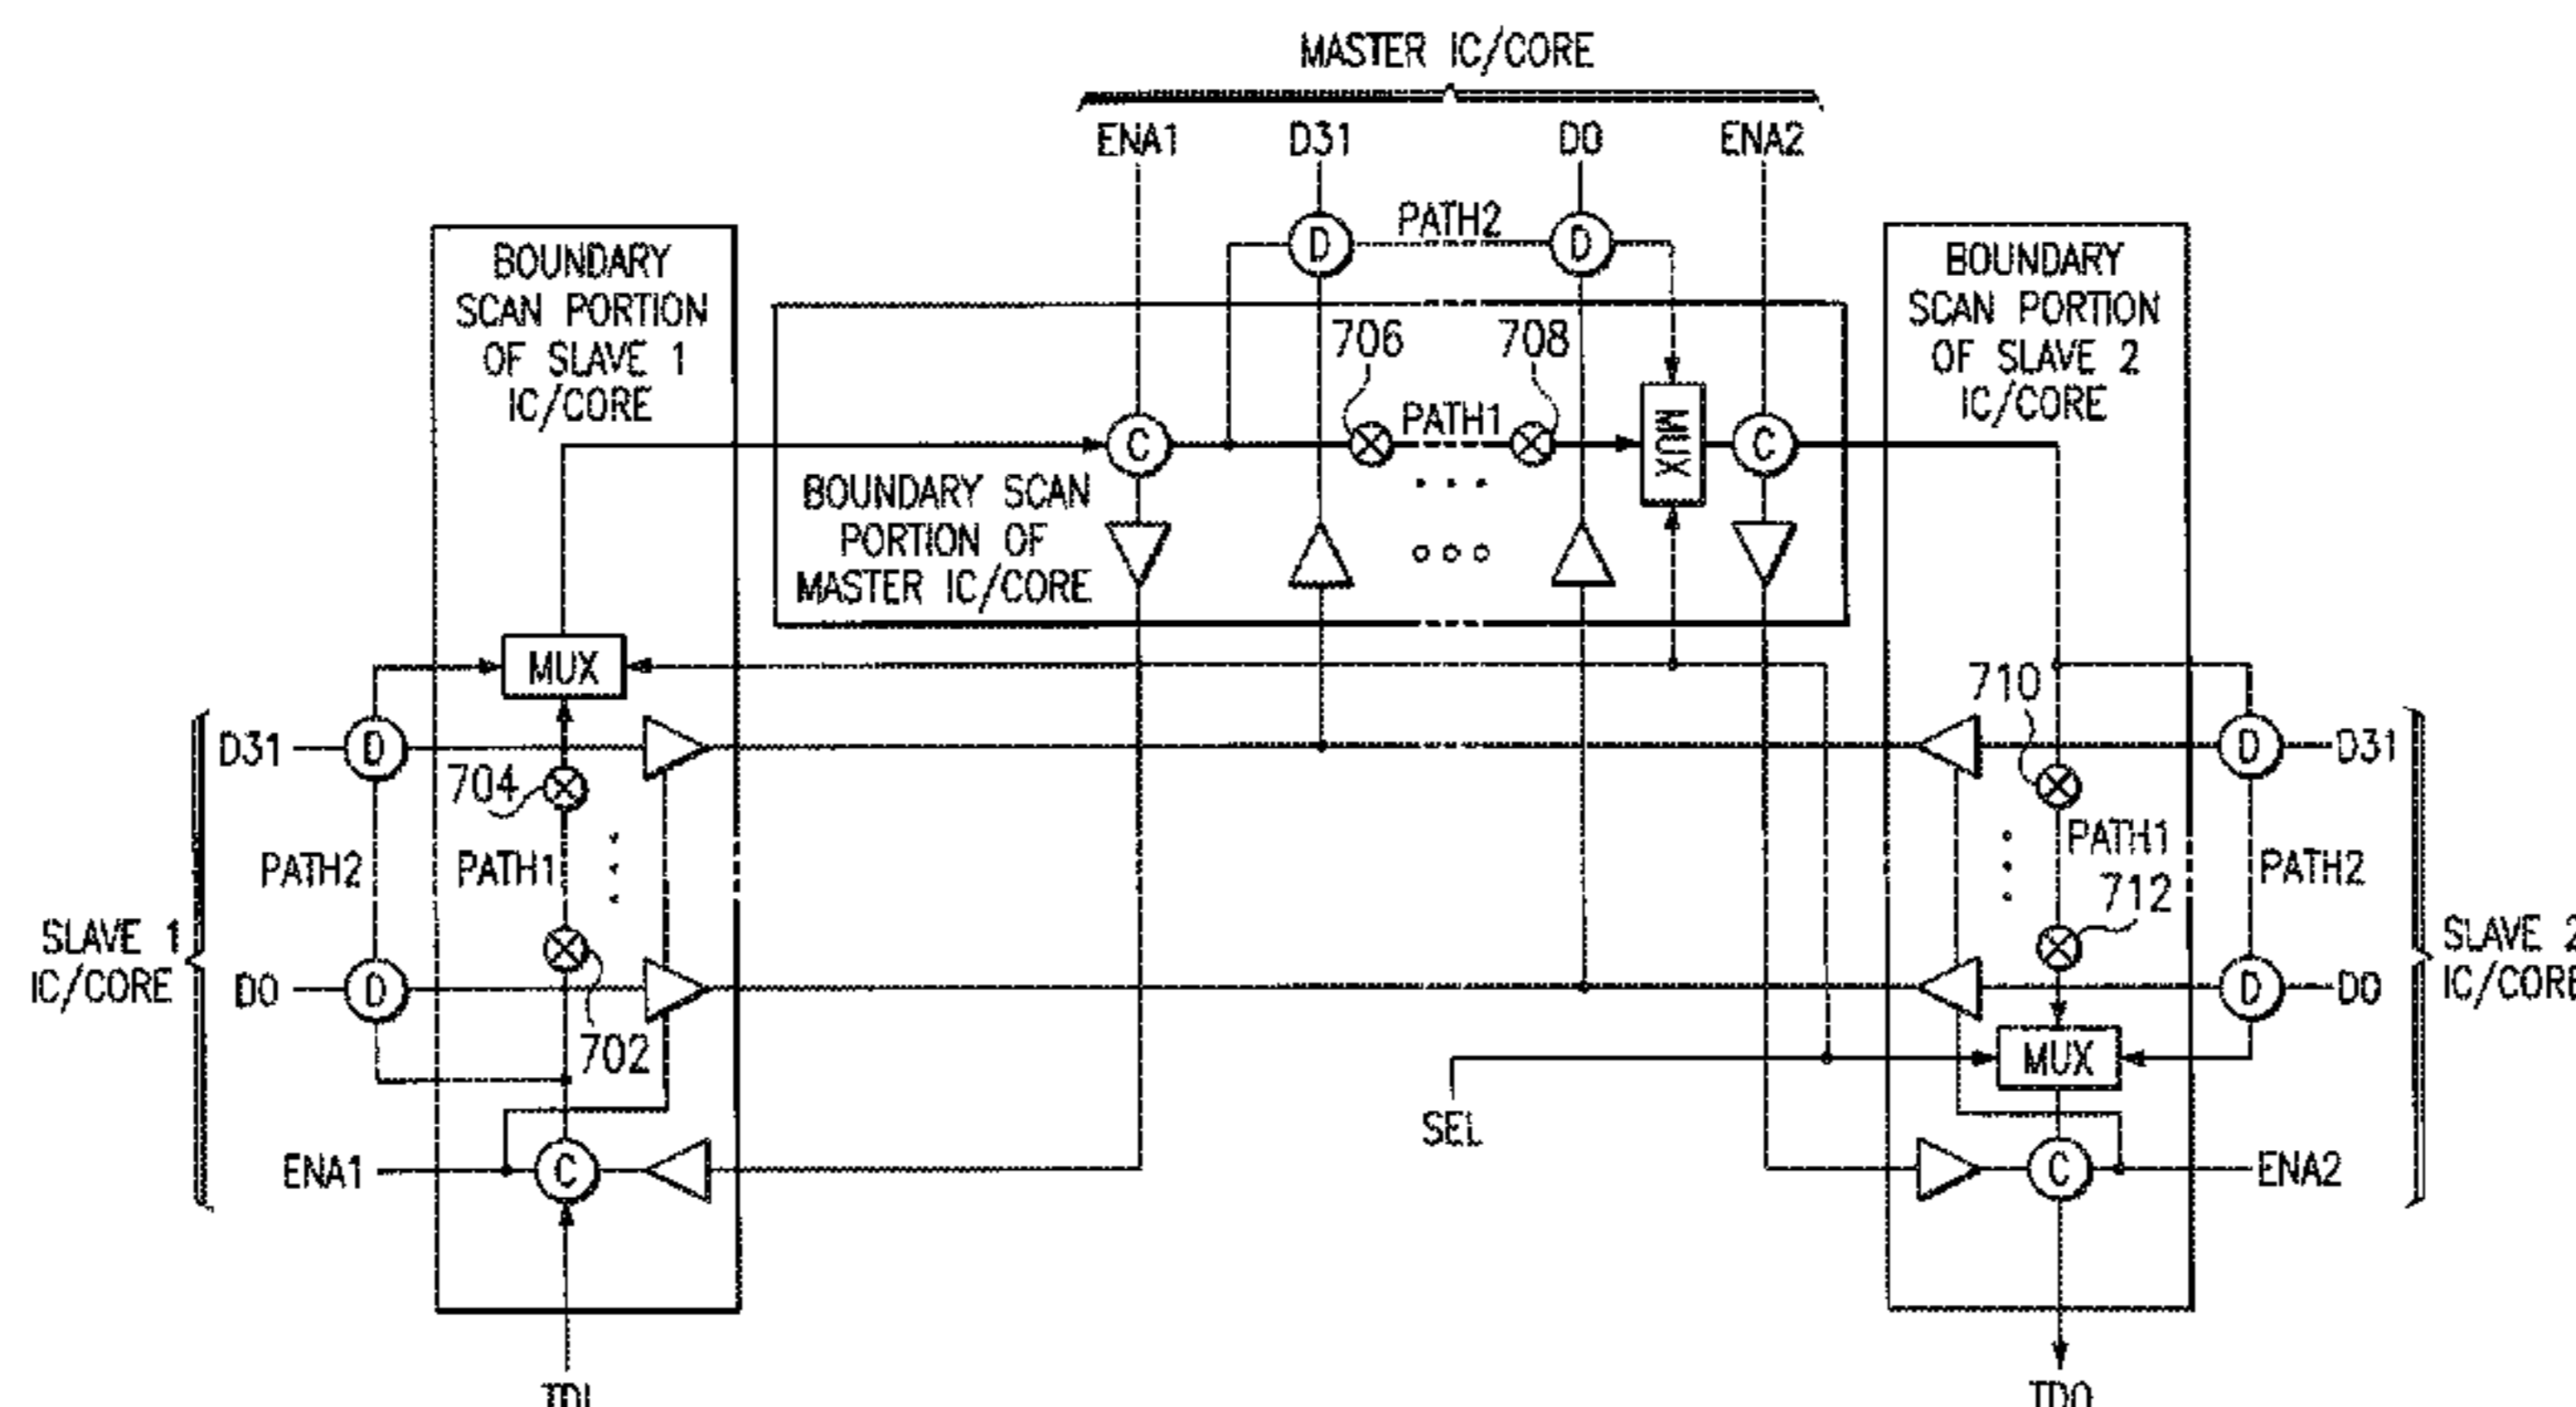 MASTER IC/CORE
ENA1
D31
D0
ENA2
PATH2
D
D
BOUNDARY
SCAN PORTION
OF SLAVE 1
IC/CORE
BOUNDARY
SCAN PORTION
OF SLAVE 2
IC/CORE
706
708
PATH1
C
MUX
C
BOUNDARY SCAN
PORTION OF
MASTER IC/CORE
MUX
710
D31
D
704
D
D31
PATH2
PATH1
PATH1
PATH2
712
SLAVE 1
IC/CORE
SLAVE 2
IC/CORE
D0
D
D
D0
702
MUX
SEL
ENA1
C
C
ENA2
TDI
TDO